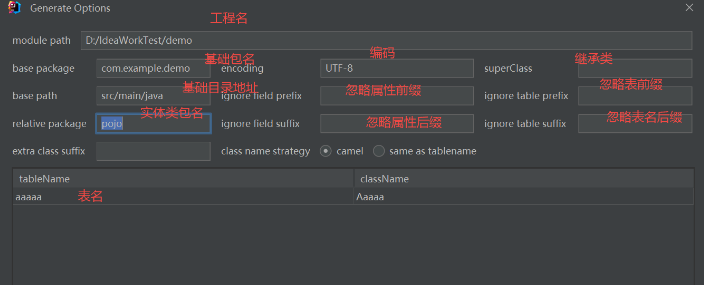 Generate Options
工程名
module path D:/IdeaWorkTest/demo
基础包名 编码 继承类
base package com.example.demo encoding UTF-8 superClass
基础目录地址 忽略属性前缀 忽略表前缀
base path src/main/java ignore field prefix ignore table prefix
实体类包名 忽略属性后缀 忽略表名后缀
relative package pojo ignore field suffix ignore table suffix
extra class suffix class name strategy camel same as tablename
tableName className
aaaaa 表名 Aaaaa